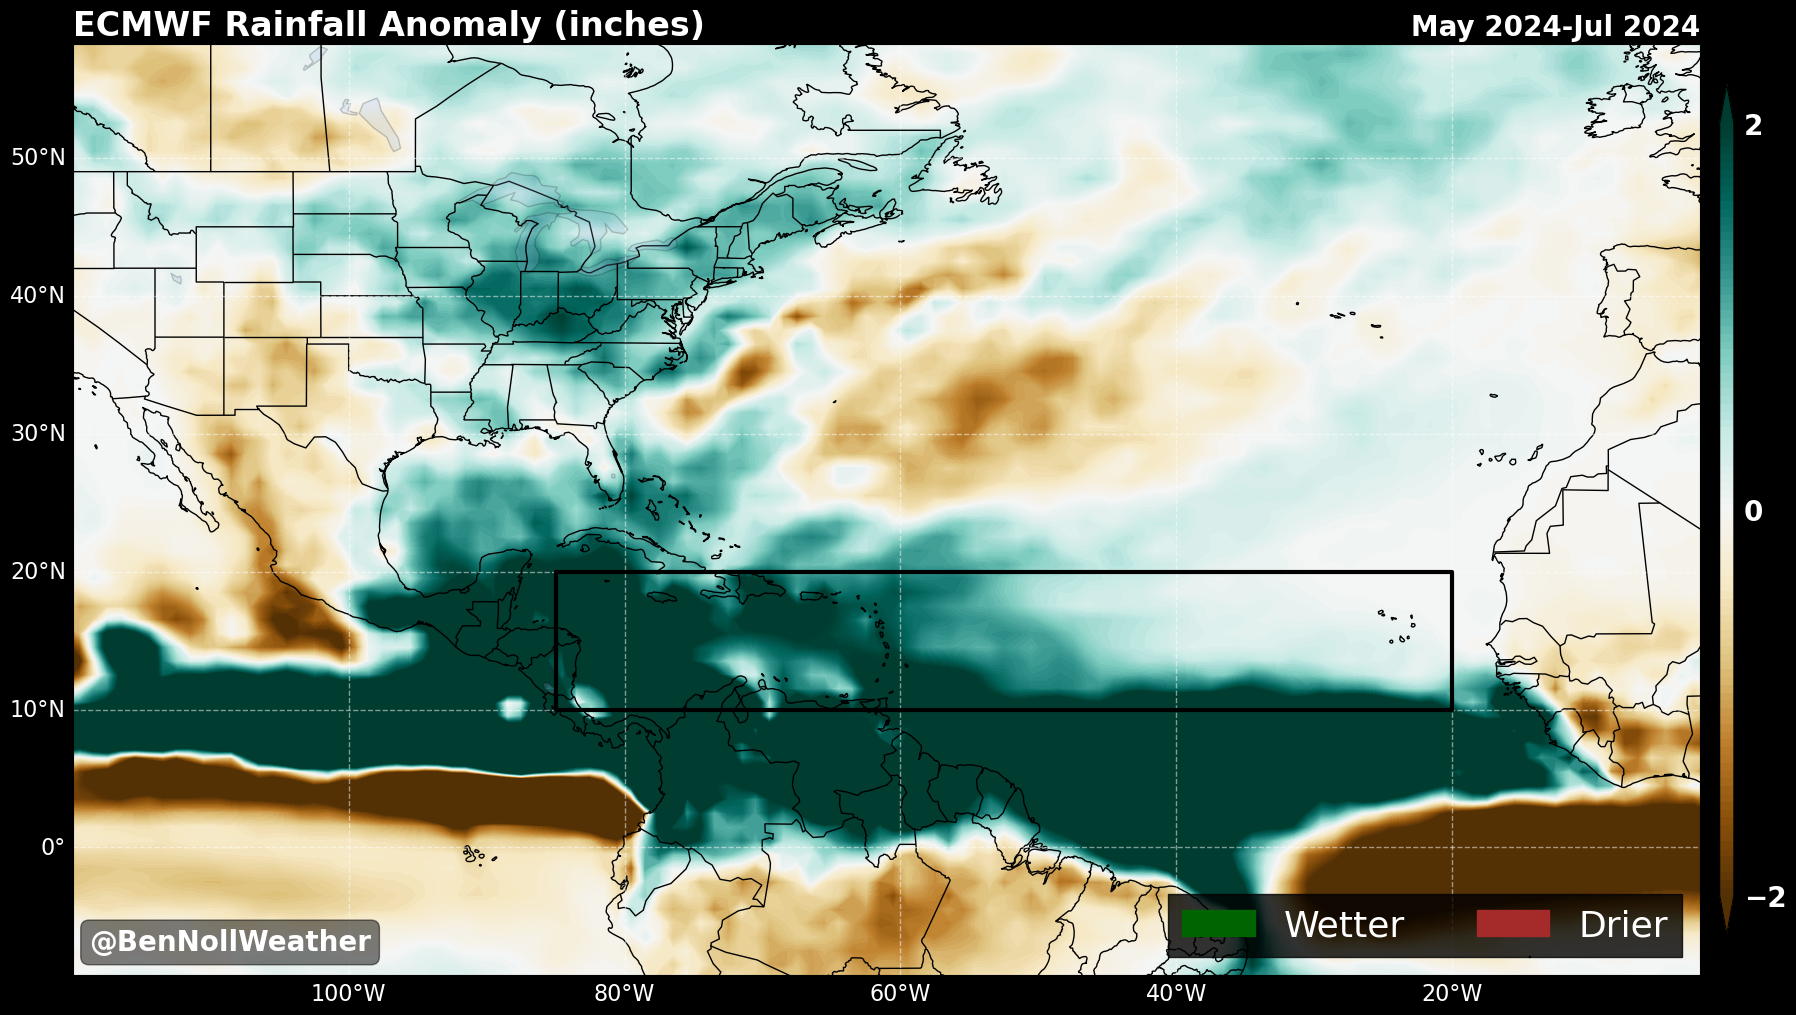 ECMWF Rainfall Anomaly (inches)
May 2024-Jul 2024
50°N
40°N
30°N
20°N
10°N
0°
2
0
−2
@BenNollWeather
Wetter
Drier
100°W
80°W
60°W
40°W
20°W